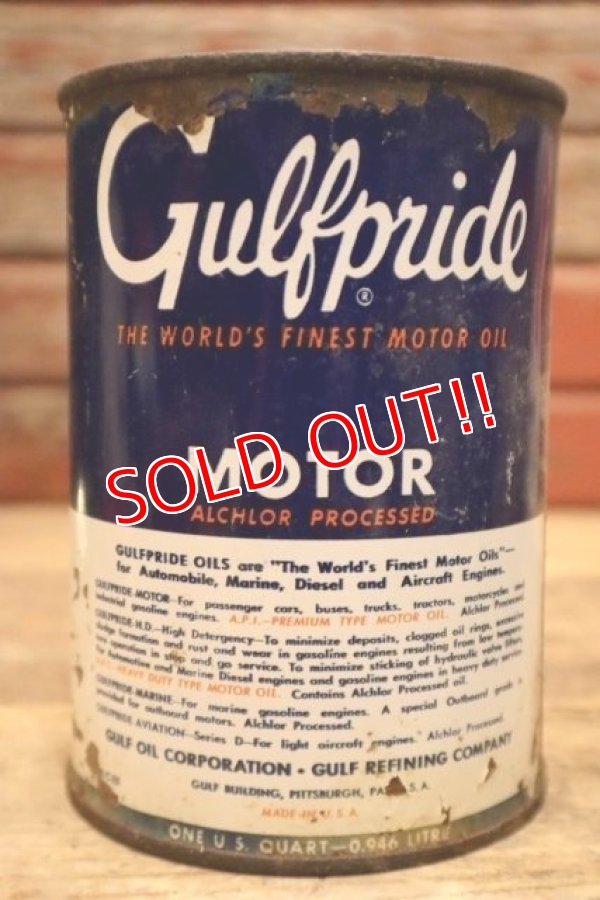 Gulfpride
®
THE WORLD'S FINEST MOTOR OIL
SOLD OUT!!
MOTOR
ALCHLOR PROCESSED
GULFPRIDE OILS are "The World's Finest Motor Oils"—
for Automobile, Marine, Diesel and Aircraft Engines.
GULFPRIDE-MOTOR—For passenger cars, buses, trucks, tractors, motorcycles and
industrial gasoline engines. A.P.I.—PREMIUM TYPE MOTOR OIL. Alchlor Processed
GULFPRIDE-H.D.—High Detergency—To minimize deposits, clogged oil rings, excessive
sludge formation and rust and wear in gasoline engines resulting from low
operation in stop and go service. To minimize sticking of hydraulic valve lifters.
for Automotive and Marine Diesel engines and gasoline engines in heavy duty service
HEAVY DUTY TYPE MOTOR OIL. Contains Alchlor Processed oil.
GULFPRIDE-MARINE—For marine gasoline engines. A special Outboard grade is
provided for outboard motors. Alchlor Processed.
GULFPRIDE AVIATION—Series D—For light aircraft engines. Alchlor Processed.
GULF OIL CORPORATION · GULF REFINING COMPANY
GULF BUILDING, PITTSBURGH, PA., U.S.A.
MADE IN U.S.A.
ONE U.S. QUART—0.946 LITRE